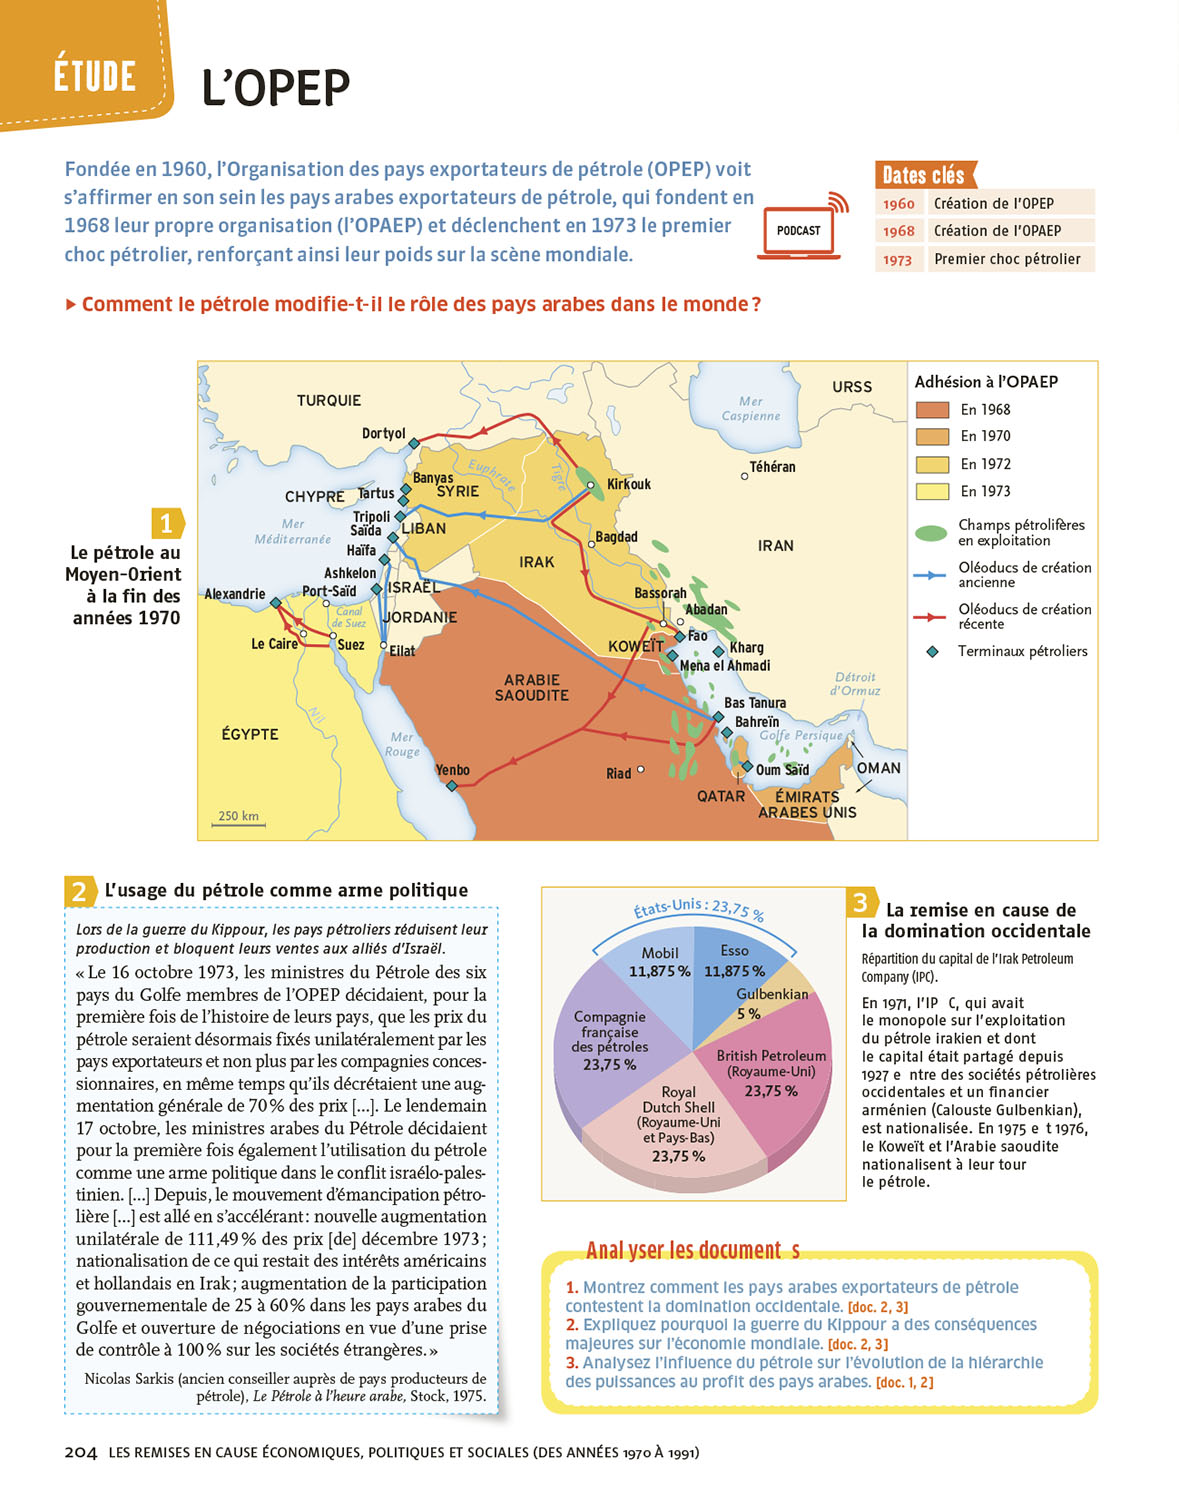 ÉTUDE
L'OPEP
Fondée en 1960, l'Organisation des pays exportateurs de pétrole (OPEP) voit
s'affirmer en son sein les pays arabes exportateurs de pétrole, qui fondent en
1968 leur propre organisation (l'OPAEP) et déclenchent en 1973 le premier
choc pétrolier, renforçant ainsi leur poids sur la scène mondiale.
PODCAST
Dates clés
1960 Création de l'OPEP
1968 Création de l'OPAEP
1973 Premier choc pétrolier
▸ Comment le pétrole modifie-t-il le rôle des pays arabes dans le monde ?
1
Le pétrole au
Moyen-Orient
à la fin des
années 1970
TURQUIE
URSS
Mer
Caspienne
Dortyol
Téhéran
Banyas
Euphrate
Tigre
Kirkouk
CHYPRE
Tartus
SYRIE
Mer
Méditerranée
Tripoli
Saïda
LIBAN
Bagdad
IRAN
Haïfa
IRAK
Ashkelon
ISRAËL
Alexandrie
Port-Saïd
Bassorah
Abadan
Canal
de Suez
JORDANIE
Le Caire
Suez
Eilat
KOWEÏT
Fao
Kharg
Mena el Ahmadi
ARABIE
SAOUDITE
Détroit
d'Ormuz
Bas Tanura
Bahreïn
Nil
ÉGYPTE
Mer
Rouge
Golfe Persique
Yenbo
Riad
Oum Saïd
OMAN
QATAR
ÉMIRATS
ARABES UNIS
250 km
Adhésion à l'OPAEP
En 1968
En 1970
En 1972
En 1973
Champs pétrolifères
en exploitation
Oléoducs de création
ancienne
Oléoducs de création
récente
Terminaux pétroliers
2 L'usage du pétrole comme arme politique
Lors de la guerre du Kippour, les pays pétroliers réduisent leur
production et bloquent leurs ventes aux alliés d'Israël.
« Le 16 octobre 1973, les ministres du Pétrole des six
pays du Golfe membres de l'OPEP décidaient, pour la
première fois de l'histoire de leurs pays, que les prix du
pétrole seraient désormais fixés unilatéralement par les
pays exportateurs et non plus par les compagnies conces-
sionnaires, en même temps qu'ils décrétaient une aug-
mentation générale de 70 % des prix [...]. Le lendemain
17 octobre, les ministres arabes du Pétrole décidaient
pour la première fois également l'utilisation du pétrole
comme une arme politique dans le conflit israélo-pales-
tinien. [...] Depuis, le mouvement d'émancipation pétro-
lière [...] est allé en s'accélérant : nouvelle augmentation
unilatérale de 111,49 % des prix [de] décembre 1973 ;
nationalisation de ce qui restait des intérêts américains
et hollandais en Irak ; augmentation de la participation
gouvernementale de 25 à 60 % dans les pays arabes du
Golfe et ouverture de négociations en vue d'une prise
de contrôle à 100 % sur les sociétés étrangères. »
Nicolas Sarkis (ancien conseiller auprès de pays producteurs de
pétrole), Le Pétrole à l'heure arabe, Stock, 1975.
États-Unis : 23,75 %
Mobil
11,875 %
Esso
11,875 %
Gulbenkian
5 %
Compagnie
française
des pétroles
23,75 %
British Petroleum
(Royaume-Uni)
23,75 %
Royal
Dutch Shell
(Royaume-Uni
et Pays-Bas)
23,75 %
3 La remise en cause de
la domination occidentale
Répartition du capital de l'Irak Petroleum
Company (IPC).
En 1971, l'IP C, qui avait
le monopole sur l'exploitation
du pétrole irakien et dont
le capital était partagé depuis
1927 e ntre des sociétés pétrolières
occidentales et un financier
arménien (Calouste Gulbenkian),
est nationalisée. En 1975 e t 1976,
le Koweït et l'Arabie saoudite
nationalisent à leur tour
le pétrole.
Anal yser les document s
1. Montrez comment les pays arabes exportateurs de pétrole
contestent la domination occidentale. [doc. 2, 3]
2. Expliquez pourquoi la guerre du Kippour a des conséquences
majeures sur l'économie mondiale. [doc. 2, 3]
3. Analysez l'influence du pétrole sur l'évolution de la hiérarchie
des puissances au profit des pays arabes. [doc. 1, 2]
204 LES REMISES EN CAUSE ÉCONOMIQUES, POLITIQUES ET SOCIALES (DES ANNÉES 1970 À 1991)